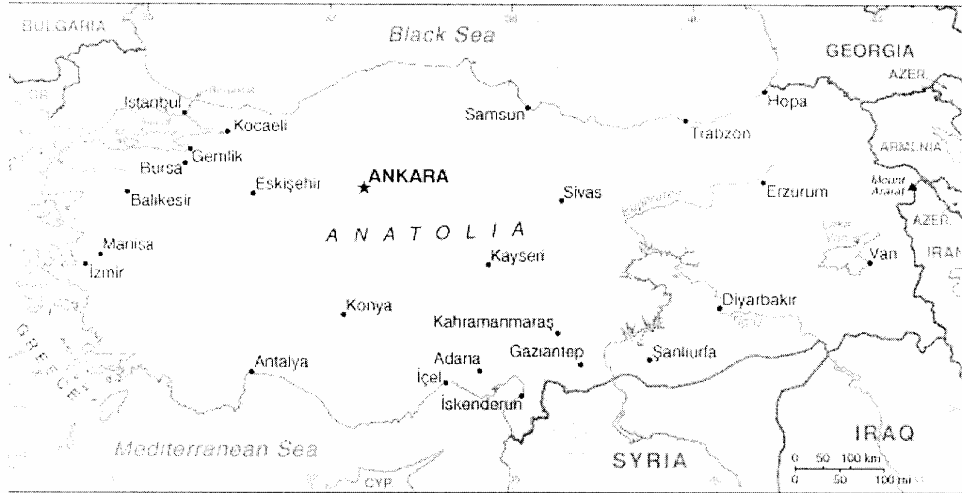 BULGARIA
Black Sea
GEORGIA
AZER.
GR.
Istanbul
Samsun
Hopa
Kocaeli
Trabzon
ARMENIA
Gemlik
Bursa
Mount
Ararat
ANKARA
Eskişehir
Balıkesir
Sivas
Erzurum
AZER.
ANATOLIA
Manisa
Kayseri
Van
IRAN
İzmir
Konya
Diyarbakır
Kahramanmaraş
GREECE
Antalya
Adana
Gaziantep
Şanlıurfa
İçel
İskenderun
Mediterranean Sea
SYRIA
IRAQ
CYP.
0 50 100 km
0 50 100 mi